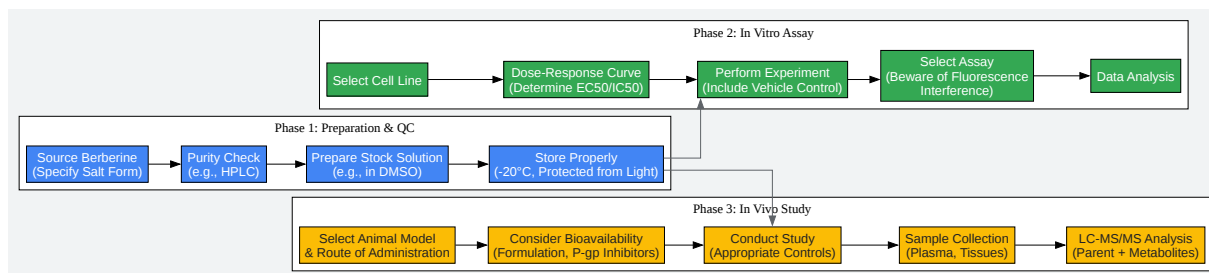 Phase 2: In Vitro Assay
Select Cell Line
Dose-Response Curve
(Determine EC50/IC50)
Perform Experiment
(Include Vehicle Control)
Select Assay
(Beware of Fluorescence
Interference)
Data Analysis
Phase 1: Preparation & QC
Source Berberine
(Specify Salt Form)
Purity Check
(e.g., HPLC)
Prepare Stock Solution
(e.g., in DMSO)
Store Properly
(-20°C, Protected from Light)
Phase 3: In Vivo Study
Select Animal Model
& Route of Administration
Consider Bioavailability
(Formulation, P-gp Inhibitors)
Conduct Study
(Appropriate Controls)
Sample Collection
(Plasma, Tissues)
LC-MS/MS Analysis
(Parent + Metabolites)